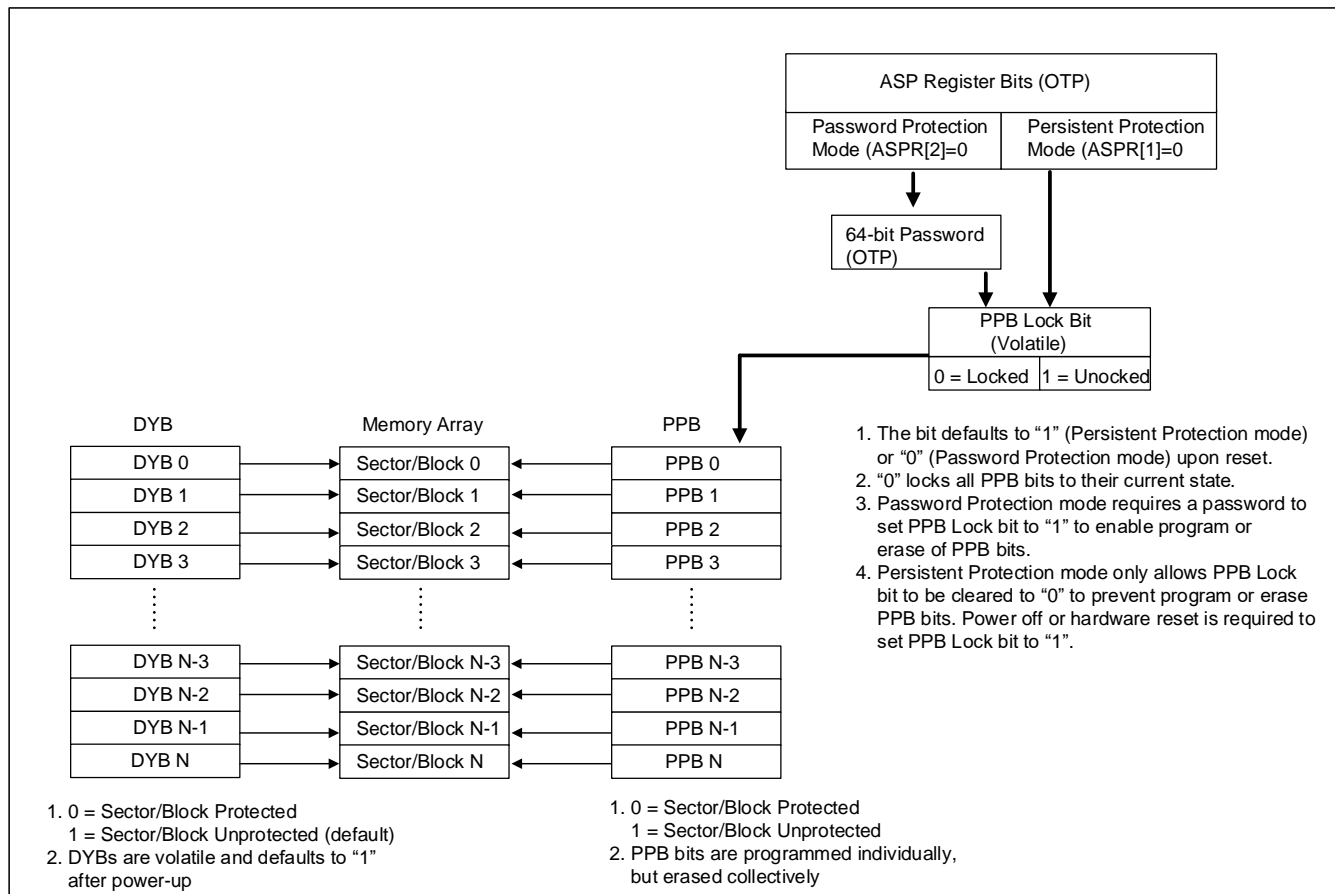 ASP Register Bits (OTP)
Password Protection
Mode (ASPR[2]=0
Persistent Protection
Mode (ASPR[1]=0
64-bit Password
(OTP)
PPB Lock Bit
(Volatile)
0 = Locked
1 = Unocked
1. The bit defaults to “1” (Persistent Protection mode)
or “0” (Password Protection mode) upon reset.
2. “0” locks all PPB bits to their current state.
3. Password Protection mode requires a password to
set PPB Lock bit to “1” to enable program or
erase of PPB bits.
4. Persistent Protection mode only allows PPB Lock
bit to be cleared to “0” to prevent program or erase
PPB bits. Power off or hardware reset is required to
set PPB Lock bit to “1”.
DYB Memory Array PPB
DYB 0 Sector/Block 0 PPB 0
DYB 1 Sector/Block 1 PPB 1
DYB 2 Sector/Block 2 PPB 2
DYB 3 Sector/Block 3 PPB 3
DYB N-3 Sector/Block N-3 PPB N-3
DYB N-2 Sector/Block N-2 PPB N-2
DYB N-1 Sector/Block N-1 PPB N-1
DYB N Sector/Block N PPB N
1. 0 = Sector/Block Protected
1 = Sector/Block Unprotected (default)
2. DYBs are volatile and defaults to “1”
after power-up
1. 0 = Sector/Block Protected
1 = Sector/Block Unprotected
2. PPB bits are programmed individually,
but erased collectively